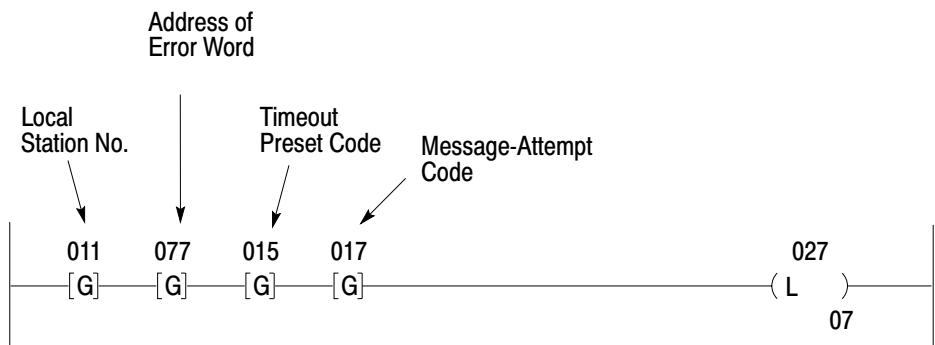 Address of
Error Word
Local
Station No.
Timeout
Preset Code
Message-Attempt
Code
011 077 015 017 027
[G] [G] [G] [G] ( L )
07